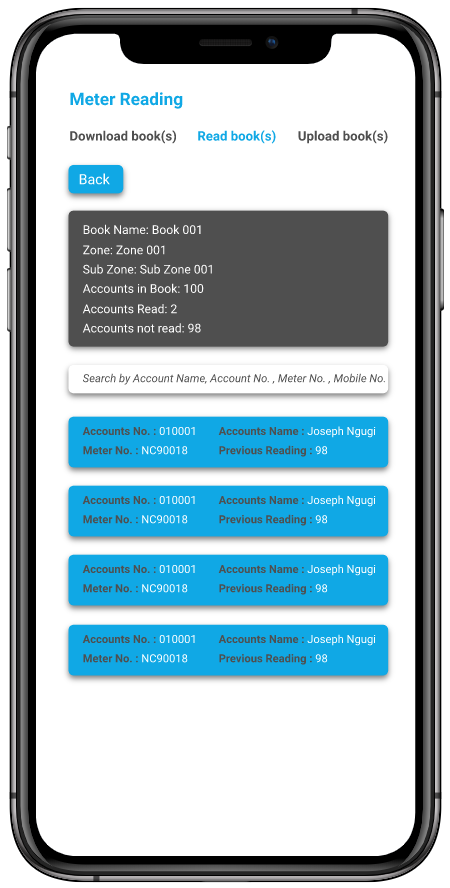 Meter Reading
Download book(s) Read book(s) Upload book(s)
Back
Book Name: Book 001
Zone: Zone 001
Sub Zone: Sub Zone 001
Accounts in Book: 100
Accounts Read: 2
Accounts not read: 98
Search by Account Name, Account No. , Meter No. , Mobile No.
Accounts No. : 010001 Accounts Name : Joseph Ngugi
Meter No. : NC90018 Previous Reading : 98
Accounts No. : 010001 Accounts Name : Joseph Ngugi
Meter No. : NC90018 Previous Reading : 98
Accounts No. : 010001 Accounts Name : Joseph Ngugi
Meter No. : NC90018 Previous Reading : 98
Accounts No. : 010001 Accounts Name : Joseph Ngugi
Meter No. : NC90018 Previous Reading : 98